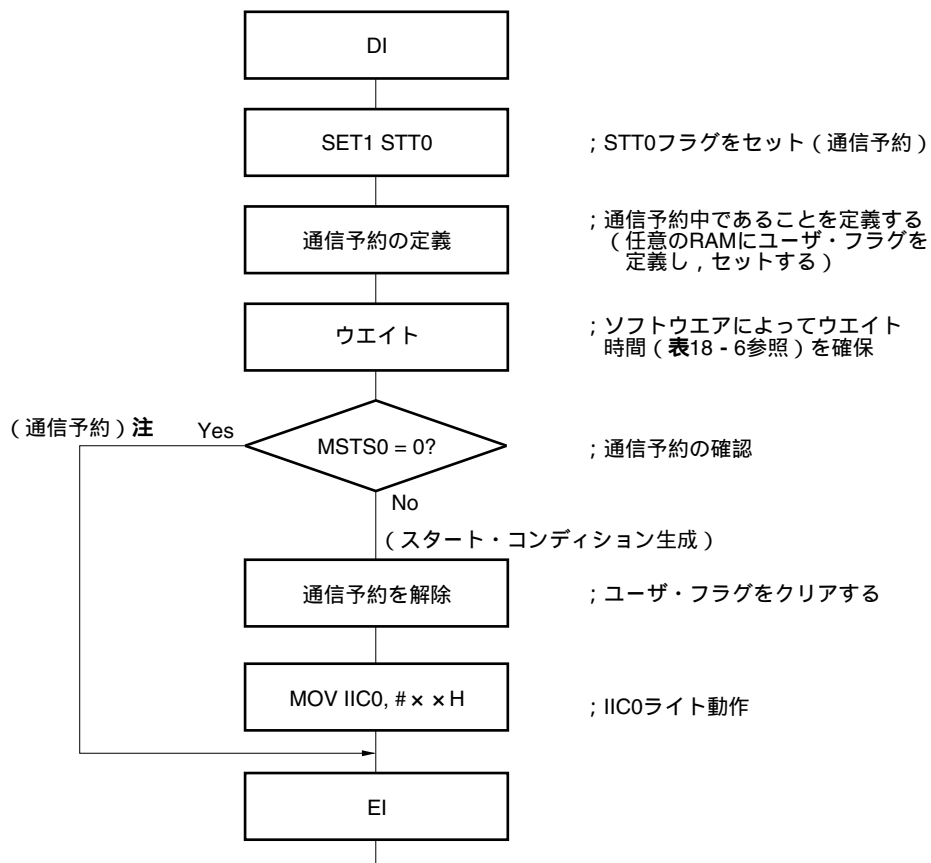 DI
SET1 STT0
；STT0フラグをセット（通信予約）
通信予約の定義
；通信予約中であることを定義する
（任意のRAMにユーザ・フラグを
定義し，セットする）
ウエイト
；ソフトウエアによってウエイト
時間（表18 - 6参照）を確保
（通信予約）注
Yes
MSTS0 = 0?
；通信予約の確認
No
（スタート・コンディション生成）
通信予約を解除
；ユーザ・フラグをクリアする
MOV IIC0, #××H
；IIC0ライト動作
EI